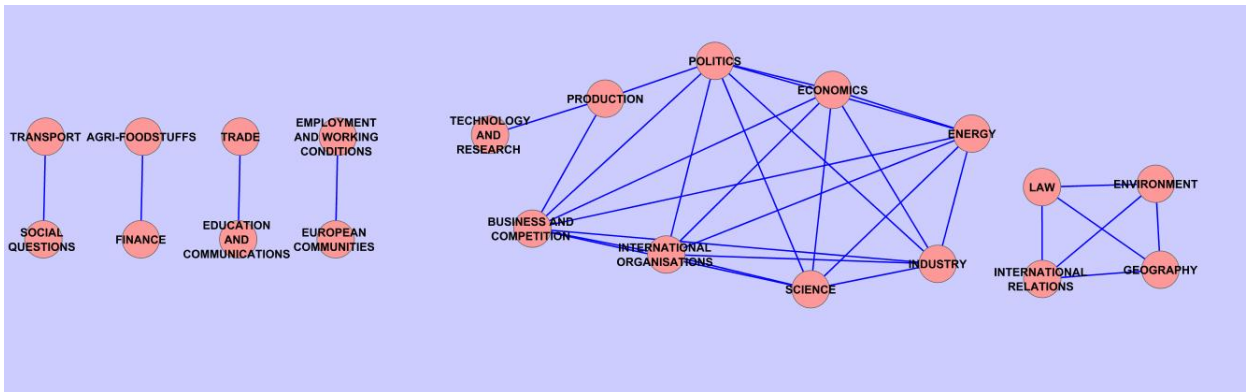 TRANSPORT
AGRI-FOODSTUFFS
TRADE
EMPLOYMENT
AND WORKING
CONDITIONS
SOCIAL
QUESTIONS
FINANCE
EDUCATION
AND
COMMUNICATIONS
EUROPEAN
COMMUNITIES
POLITICS
ECONOMICS
PRODUCTION
TECHNOLOGY
AND
RESEARCH
ENERGY
BUSINESS AND
COMPETITION
INTERNATIONAL
ORGANISATIONS
SCIENCE
INDUSTRY
LAW
ENVIRONMENT
INTERNATIONAL
RELATIONS
GEOGRAPHY